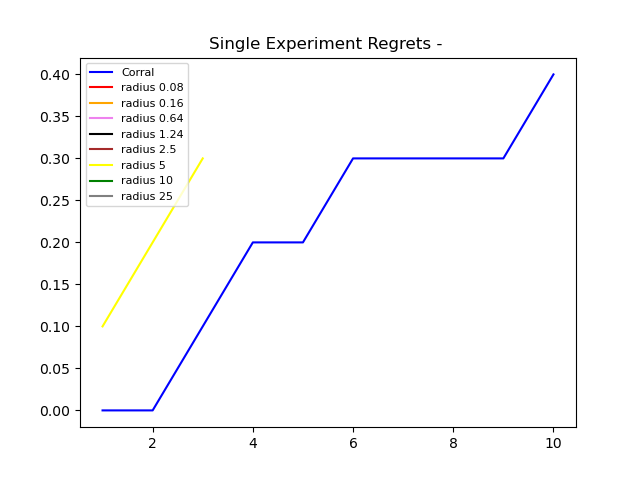 Single Experiment Regrets -
0.40
0.35
0.30
0.25
0.20
0.15
0.10
0.05
0.00
Corral
radius 0.08
radius 0.16
radius 0.64
radius 1.24
radius 2.5
radius 5
radius 10
radius 25
2 4 6 8 10